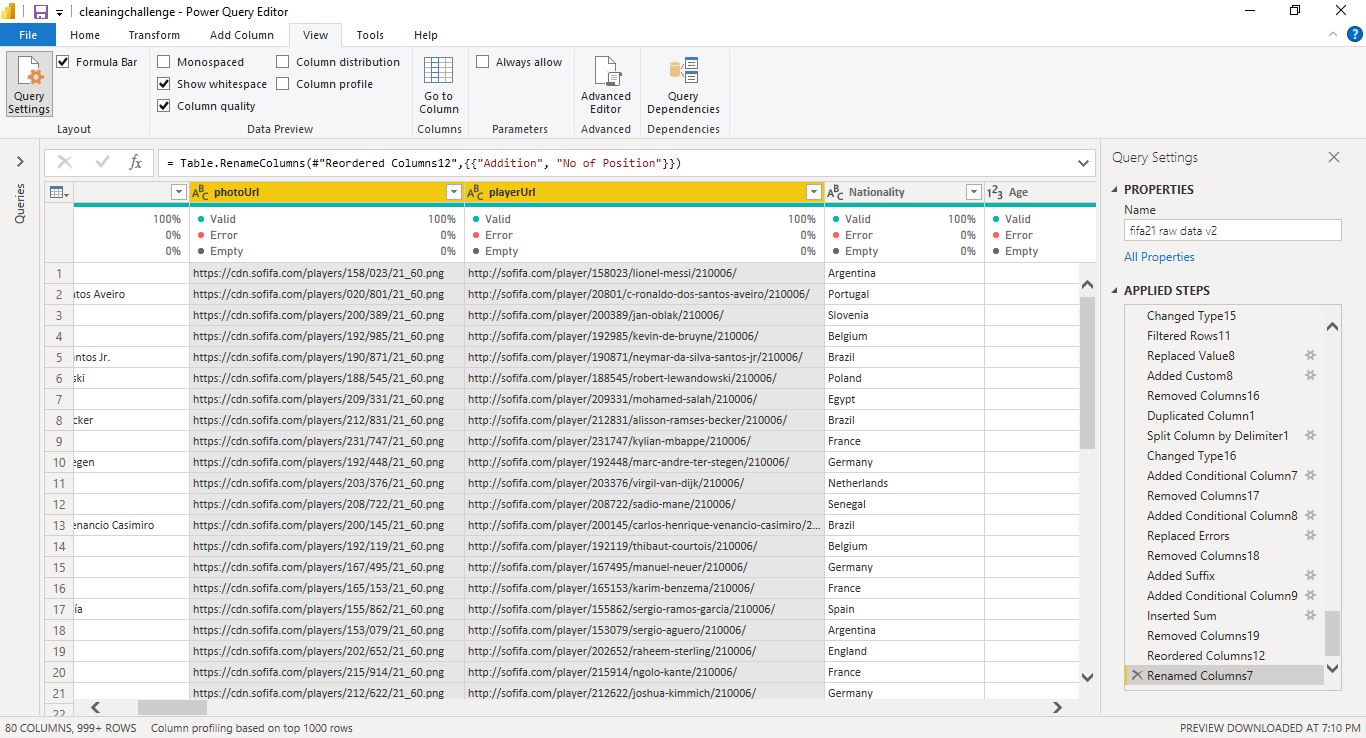 cleaningchallenge - Power Query Editor
File Home Transform Add Column View Tools Help
Query Settings
Formula Bar
Layout
Monospaced
Show whitespace
Column quality
Column distribution
Column profile
Data Preview
Go to Column
Columns
Always allow
Parameters
Advanced Editor
Advanced
Query Dependencies
Dependencies
Queries
fx = Table.RenameColumns(#"Reordered Columns12",{{"Addition", "No of Position"}})
ABC photoUrl ABC playerUrl ABC Nationality 123 Age
100% Valid 100% Valid 100% Valid 100% Valid
0% Error 0% Error 0% Error 0% Error
0% Empty 0% Empty 0% Empty 0% Empty
1 https://cdn.sofifa.com/players/158/023/21_60.png http://sofifa.com/player/158023/lionel-messi/210006/ Argentina
2 ntos Aveiro https://cdn.sofifa.com/players/020/801/21_60.png http://sofifa.com/player/20801/c-ronaldo-dos-santos-aveiro/210006/ Portugal
3 https://cdn.sofifa.com/players/200/389/21_60.png http://sofifa.com/player/200389/jan-oblak/210006/ Slovenia
4 https://cdn.sofifa.com/players/192/985/21_60.png http://sofifa.com/player/192985/kevin-de-bruyne/210006/ Belgium
5 ntos Jr. https://cdn.sofifa.com/players/190/871/21_60.png http://sofifa.com/player/190871/neymar-da-silva-santos-jr/210006/ Brazil
6 ski https://cdn.sofifa.com/players/188/545/21_60.png http://sofifa.com/player/188545/robert-lewandowski/210006/ Poland
7 https://cdn.sofifa.com/players/209/331/21_60.png http://sofifa.com/player/209331/mohamed-salah/210006/ Egypt
8 cker https://cdn.sofifa.com/players/212/831/21_60.png http://sofifa.com/player/212831/alisson-ramses-becker/210006/ Brazil
9 https://cdn.sofifa.com/players/231/747/21_60.png http://sofifa.com/player/231747/kylian-mbappe/210006/ France
10 egen https://cdn.sofifa.com/players/192/448/21_60.png http://sofifa.com/player/192448/marc-andre-ter-stegen/210006/ Germany
11 https://cdn.sofifa.com/players/203/376/21_60.png http://sofifa.com/player/203376/virgil-van-dijk/210006/ Netherlands
12 https://cdn.sofifa.com/players/208/722/21_60.png http://sofifa.com/player/208722/sadio-mane/210006/ Senegal
13 enancio Casimiro https://cdn.sofifa.com/players/200/145/21_60.png http://sofifa.com/player/200145/carlos-henrique-venancio-casimiro/2... Brazil
14 https://cdn.sofifa.com/players/192/119/21_60.png http://sofifa.com/player/192119/thibaut-courtois/210006/ Belgium
15 https://cdn.sofifa.com/players/167/495/21_60.png http://sofifa.com/player/167495/manuel-neuer/210006/ Germany
16 https://cdn.sofifa.com/players/165/153/21_60.png http://sofifa.com/player/165153/karim-benzema/210006/ France
17 ía https://cdn.sofifa.com/players/155/862/21_60.png http://sofifa.com/player/155862/sergio-ramos-garcia/210006/ Spain
18 https://cdn.sofifa.com/players/153/079/21_60.png http://sofifa.com/player/153079/sergio-aguero/210006/ Argentina
19 https://cdn.sofifa.com/players/202/652/21_60.png http://sofifa.com/player/202652/raheem-sterling/210006/ England
20 https://cdn.sofifa.com/players/215/914/21_60.png http://sofifa.com/player/215914/ngolo-kante/210006/ France
21 https://cdn.sofifa.com/players/212/622/21_60.png http://sofifa.com/player/212622/joshua-kimmich/210006/ Germany
22
Query Settings
PROPERTIES
Name
fifa21 raw data v2
All Properties
APPLIED STEPS
Changed Type15
Filtered Rows11
Replaced Value8
Added Custom8
Removed Columns16
Duplicated Column1
Split Column by Delimiter1
Changed Type16
Added Conditional Column7
Removed Columns17
Added Conditional Column8
Replaced Errors
Removed Columns18
Added Suffix
Added Conditional Column9
Inserted Sum
Removed Columns19
Reordered Columns12
Renamed Columns7
80 COLUMNS, 999+ ROWS Column profiling based on top 1000 rows PREVIEW DOWNLOADED AT 7:10 PM